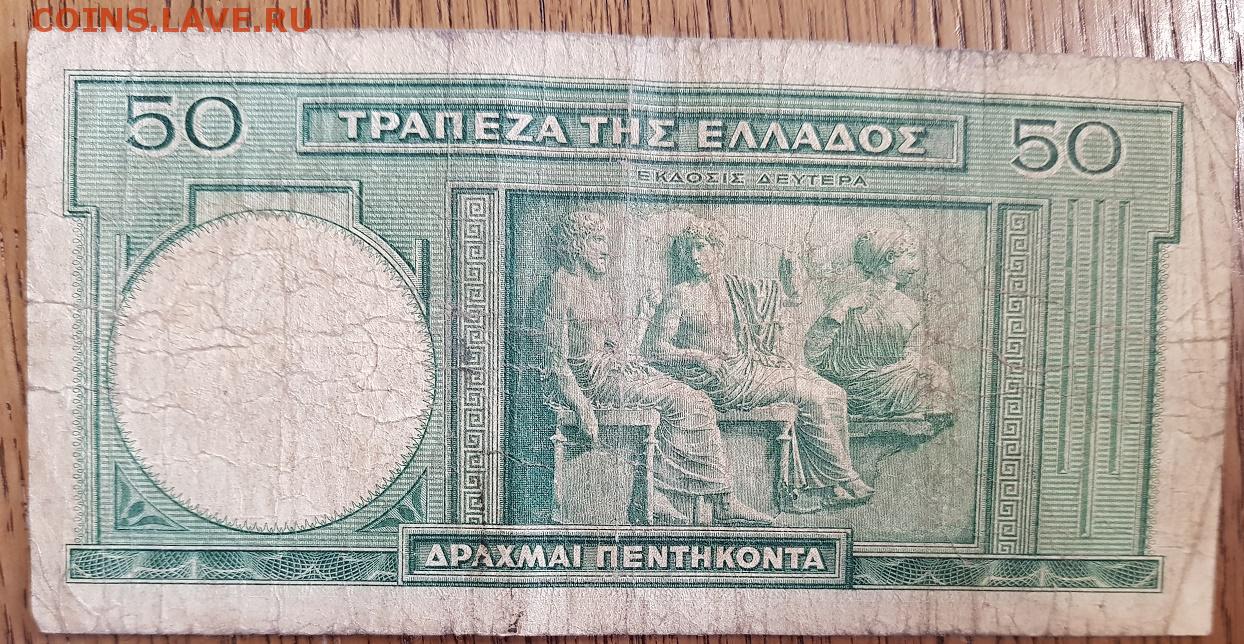 COINS.LAVE.RU
50
ΤΡΑΠΕΖΑ ΤΗΣ ΕΛΛΑΔΟΣ
50
ΕΚΔΟΣΙΣ ΔΕΥΤΕΡΑ
ΔΡΑΧΜΑΙ ΠΕΝΤΗΚΟΝΤΑ